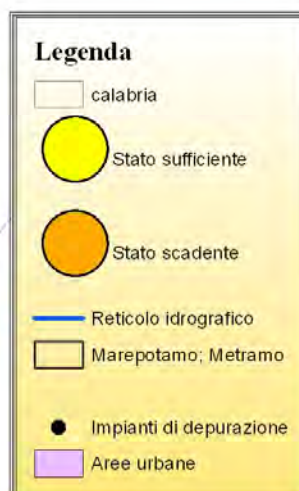 Legenda
calabria
Stato sufficiente
Stato scadente
Reticolo idrografico
Marepotamo; Metramo
Impianti di depurazione
Aree urbane